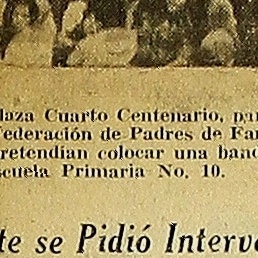 laza Cuarto Centenario, par
Federación de Padres de Fam
retendían colocar una band
scuela Primaria No. 10.
te se Pidió Interve